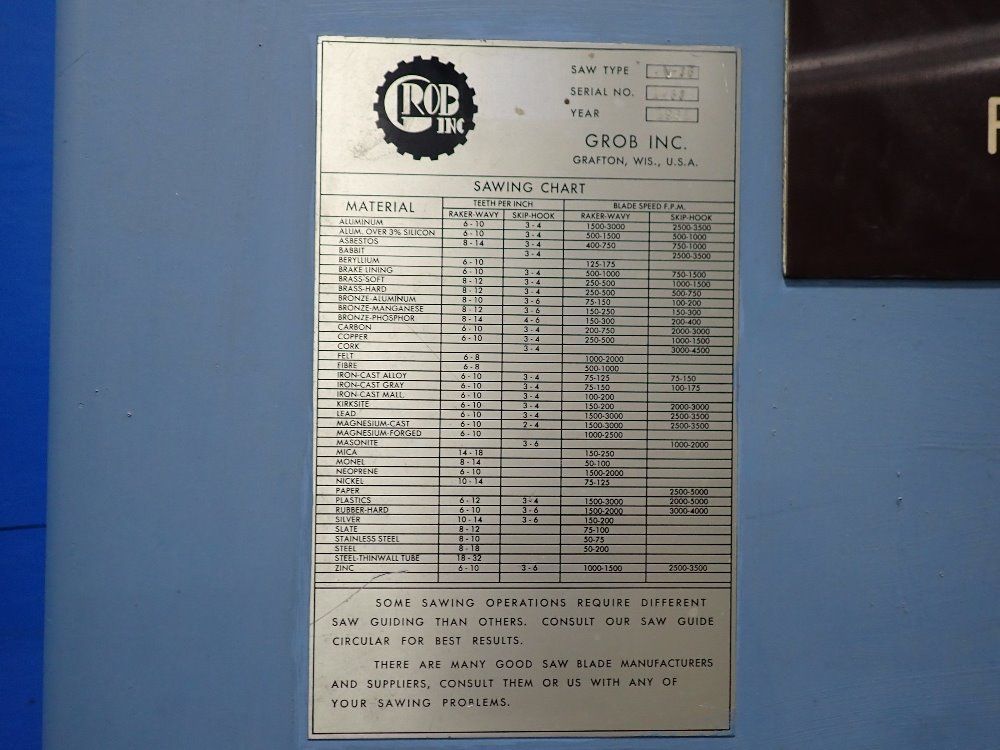 GROB
INC
SAW TYPE
SERIAL NO.
YEAR
GROB INC.
GRAFTON, WIS., U.S.A.
SAWING CHART
MATERIAL TEETH PER INCH BLADE SPEED F.P.M.
RAKER-WAVY SKIP-HOOK RAKER-WAVY SKIP-HOOK
ALUMINUM 6 - 10 3 - 4 1500-3000 2500-3500
ALUM. OVER 3% SILICON 6 - 10 3 - 4 500-1500 500-1000
ASBESTOS 8 - 14 3 - 4 400-750 750-1000
BABBIT 3 - 4 2500-3500
BERYLLIUM 6 - 10 125-175
BRAKE LINING 6 - 10 3 - 4 500-1000 750-1500
BRASS-SOFT 8 - 12 3 - 4 250-500 1000-1500
BRASS-HARD 8 - 12 3 - 4 250-500 500-750
BRONZE-ALUMINUM 8 - 10 3 - 6 75-150 100-200
BRONZE-MANGANESE 8 - 12 3 - 6 150-250 150-300
BRONZE-PHOSPHOR 8 - 14 4 - 6 150-300 200-400
CARBON 6 - 10 3 - 4 200-750 2000-3000
COPPER 6 - 10 3 - 4 250-500 1000-1500
CORK 3 - 4 3000-4500
FELT 6 - 8 1000-2000
FIBRE 6 - 8 500-1000
IRON-CAST ALLOY 6 - 10 3 - 4 75-125 75-150
IRON-CAST GRAY 6 - 10 3 - 4 75-150 100-175
IRON-CAST MALL. 6 - 10 3 - 4 100-200
KIRKSITE 6 - 10 3 - 4 150-200 2000-3000
LEAD 6 - 10 3 - 4 1500-3000 2500-3500
MAGNESIUM-CAST 6 - 10 2 - 4 1500-3000 2500-3500
MAGNESIUM-FORGED 6 - 10 1000-2500
MASONITE 3 - 6 1000-2000
MICA 14 - 18 150-250
MONEL 8 - 14 50-100
NEOPRENE 6 - 10 1500-2000
NICKEL 10 - 14 75-125
PAPER 2500-5000
PLASTICS 6 - 12 3 - 4 1500-3000 2000-5000
RUBBER-HARD 6 - 10 3 - 6 1500-2000 3000-4000
SILVER 10 - 14 3 - 6 150-200
SLATE 8 - 12 75-100
STAINLESS STEEL 8 - 10 50-75
STEEL 8 - 18 50-200
STEEL-THINWALL TUBE 18 - 32
ZINC 6 - 10 3 - 6 1000-1500 2500-3500
SOME SAWING OPERATIONS REQUIRE DIFFERENT
SAW GUIDING THAN OTHERS. CONSULT OUR SAW GUIDE
CIRCULAR FOR BEST RESULTS.
THERE ARE MANY GOOD SAW BLADE MANUFACTURERS
AND SUPPLIERS, CONSULT THEM OR US WITH ANY OF
YOUR SAWING PROBLEMS.